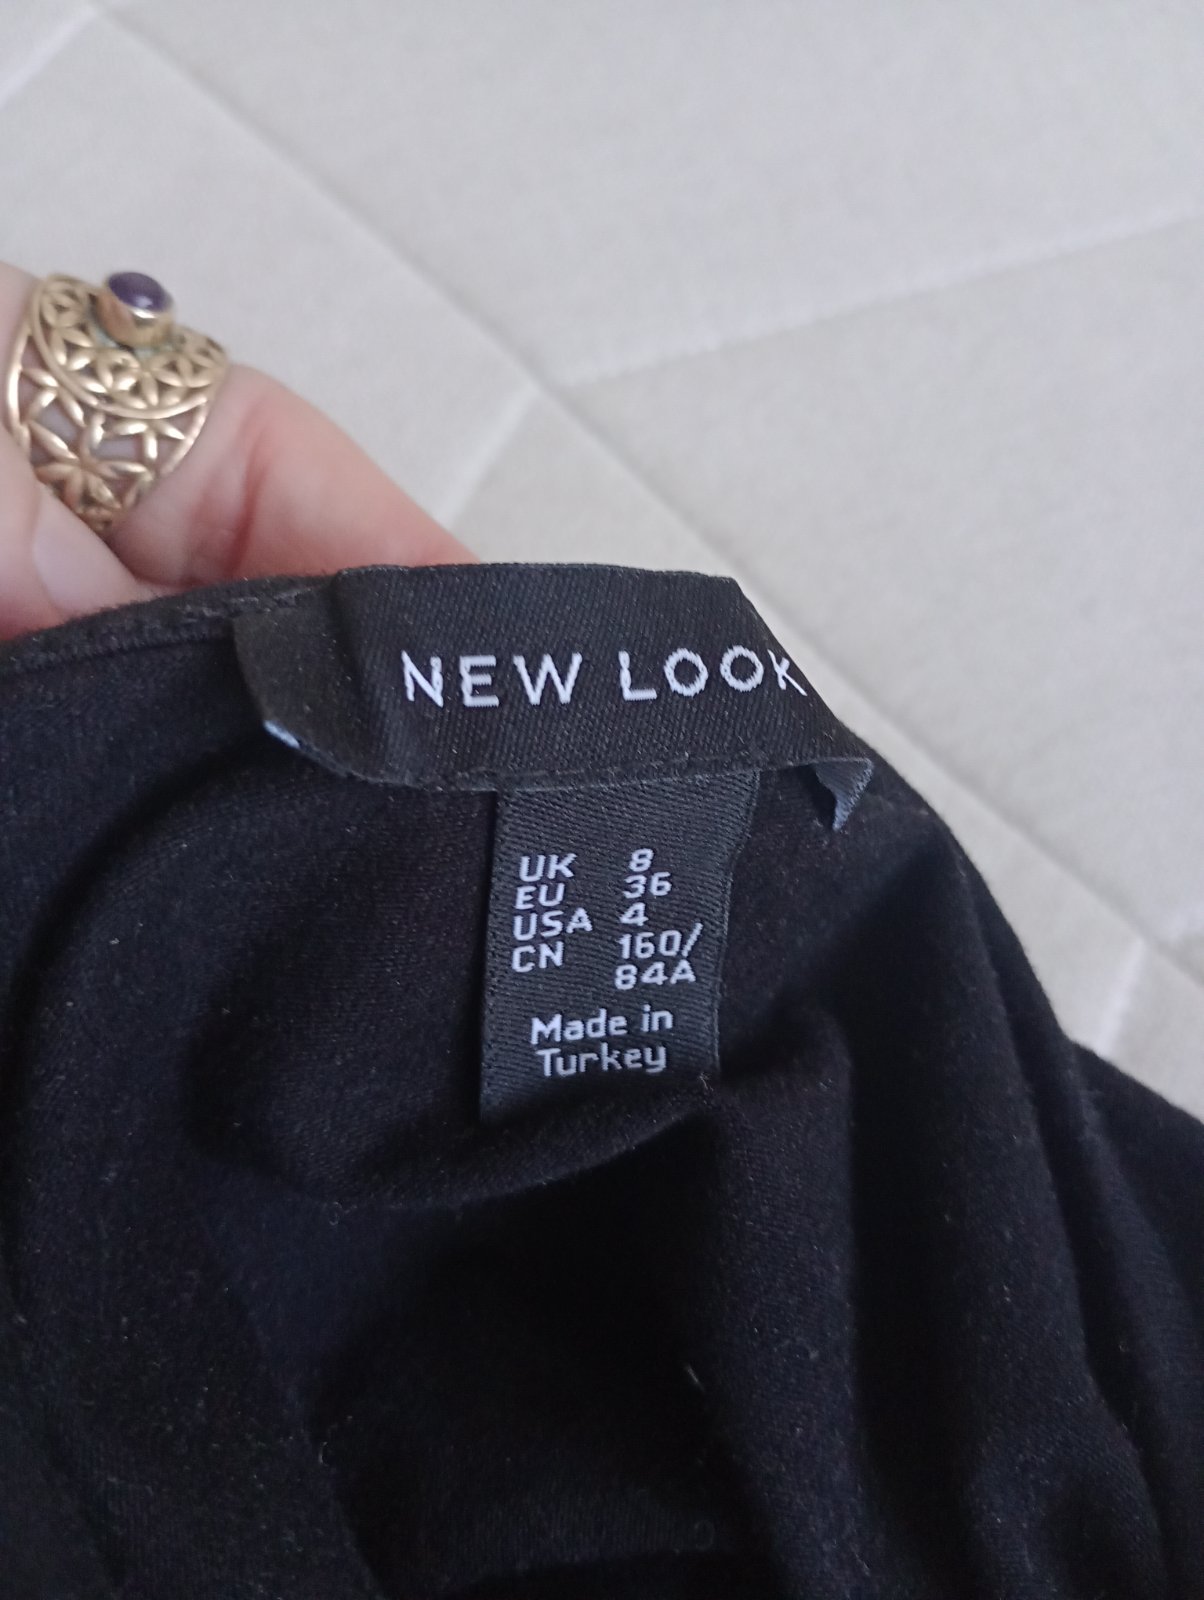 NEW LOOK
UK 8
EU 36
USA 4
CN 160/
84A
Made in
Turkey